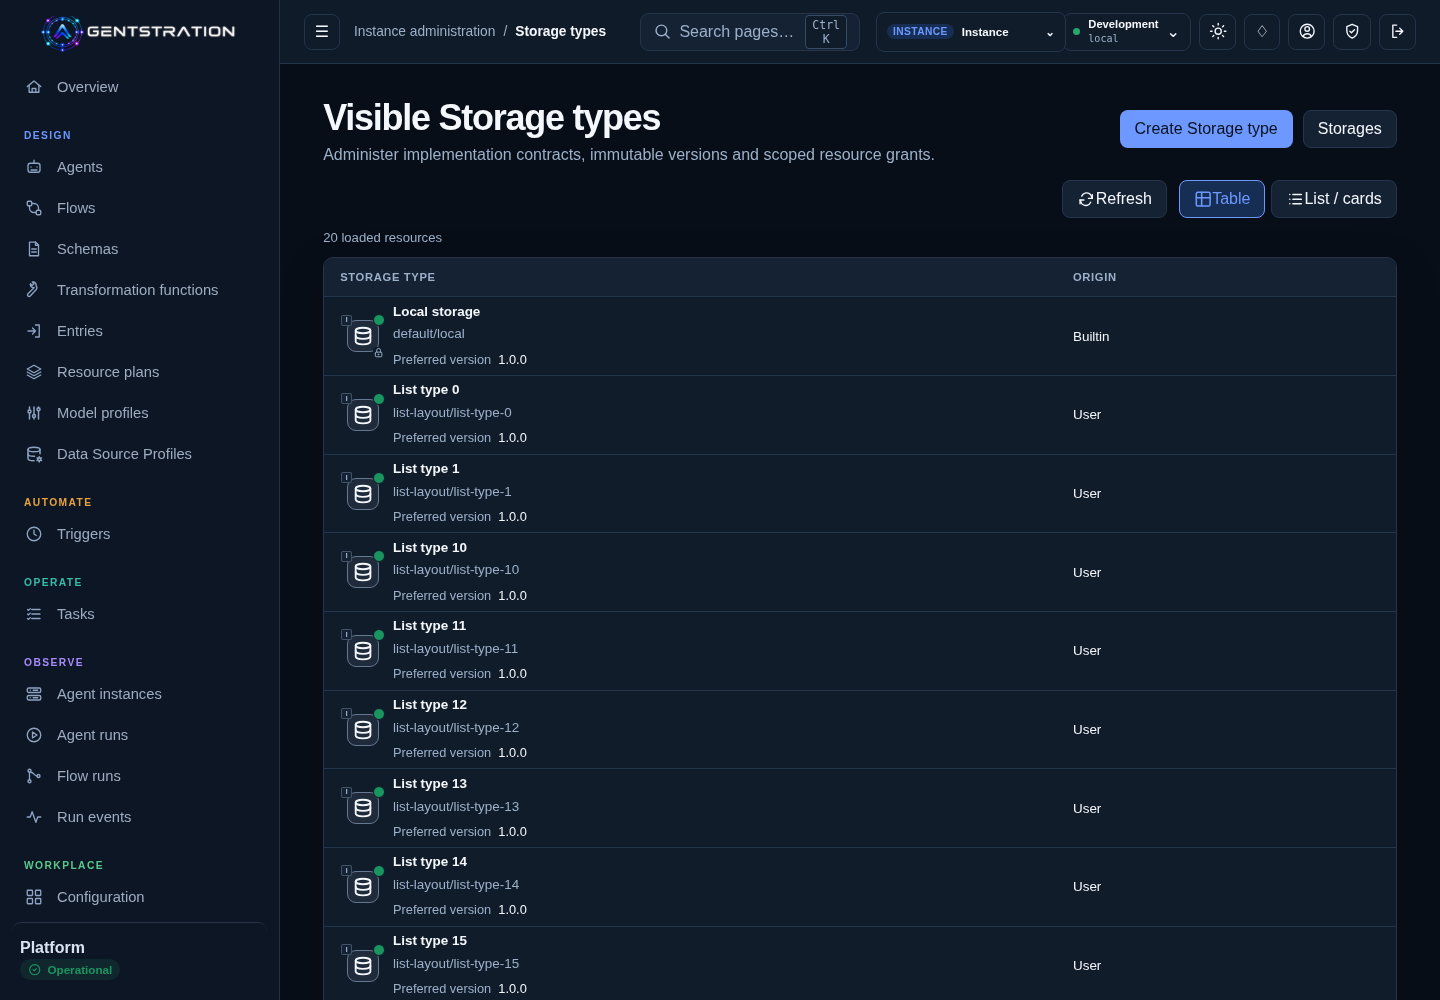 GENTSTRATION
Overview
DESIGN
Agents
Flows
Schemas
Transformation functions
Entries
Resource plans
Model profiles
Data Source Profiles
AUTOMATE
Triggers
OPERATE
Tasks
OBSERVE
Agent instances
Agent runs
Flow runs
Run events
WORKPLACE
Configuration
Platform
Operational
Instance administration / Storage types
Search pages…
Ctrl
K
INSTANCE Instance
Development
local
Visible Storage types
Administer implementation contracts, immutable versions and scoped resource grants.
Create Storage type
Storages
Refresh
Table
List / cards
20 loaded resources
STORAGE TYPE ORIGIN
I
Local storage
default/local
Preferred version 1.0.0
Builtin
I
List type 0
list-layout/list-type-0
Preferred version 1.0.0
User
I
List type 1
list-layout/list-type-1
Preferred version 1.0.0
User
I
List type 10
list-layout/list-type-10
Preferred version 1.0.0
User
I
List type 11
list-layout/list-type-11
Preferred version 1.0.0
User
I
List type 12
list-layout/list-type-12
Preferred version 1.0.0
User
I
List type 13
list-layout/list-type-13
Preferred version 1.0.0
User
I
List type 14
list-layout/list-type-14
Preferred version 1.0.0
User
I
List type 15
list-layout/list-type-15
Preferred version 1.0.0
User